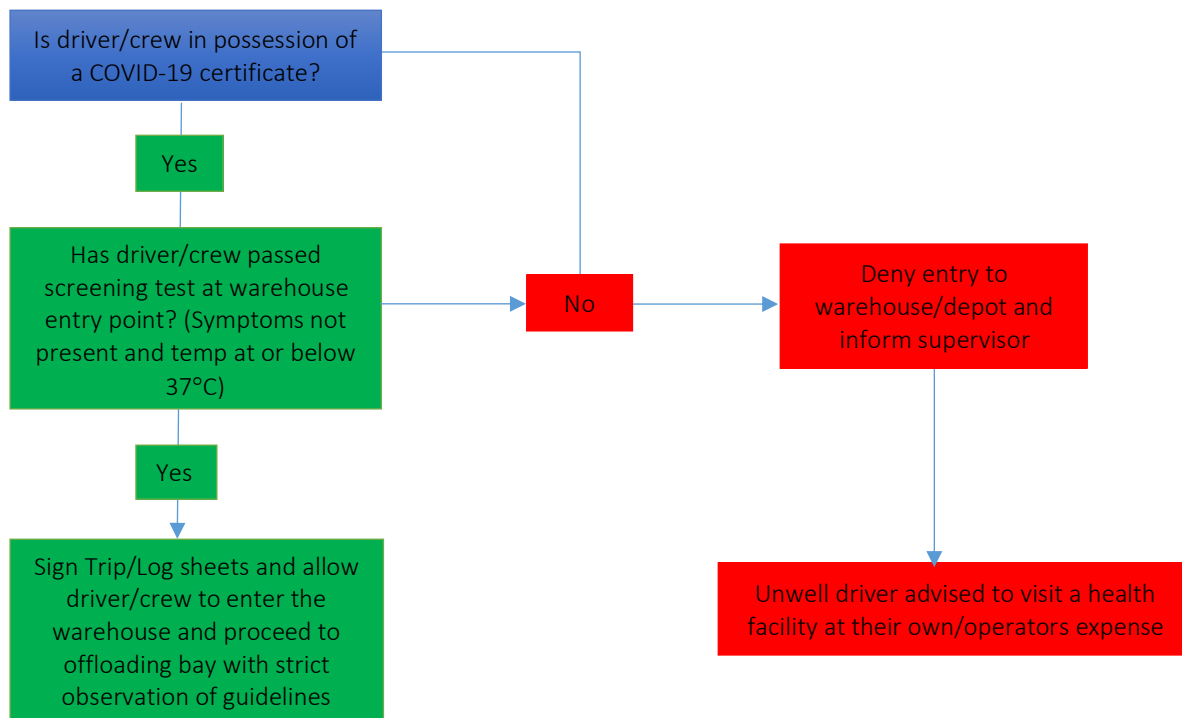 Is driver/crew in possession of
a COVID-19 certificate?
Yes
Has driver/crew passed
screening test at warehouse
entry point? (Symptoms not
present and temp at or below
37°C)
Yes
Sign Trip/Log sheets and allow
driver/crew to enter the
warehouse and proceed to
offloading bay with strict
observation of guidelines
No
Deny entry to
warehouse/depot and
inform supervisor
Unwell driver advised to visit a health
facility at their own/operators expense